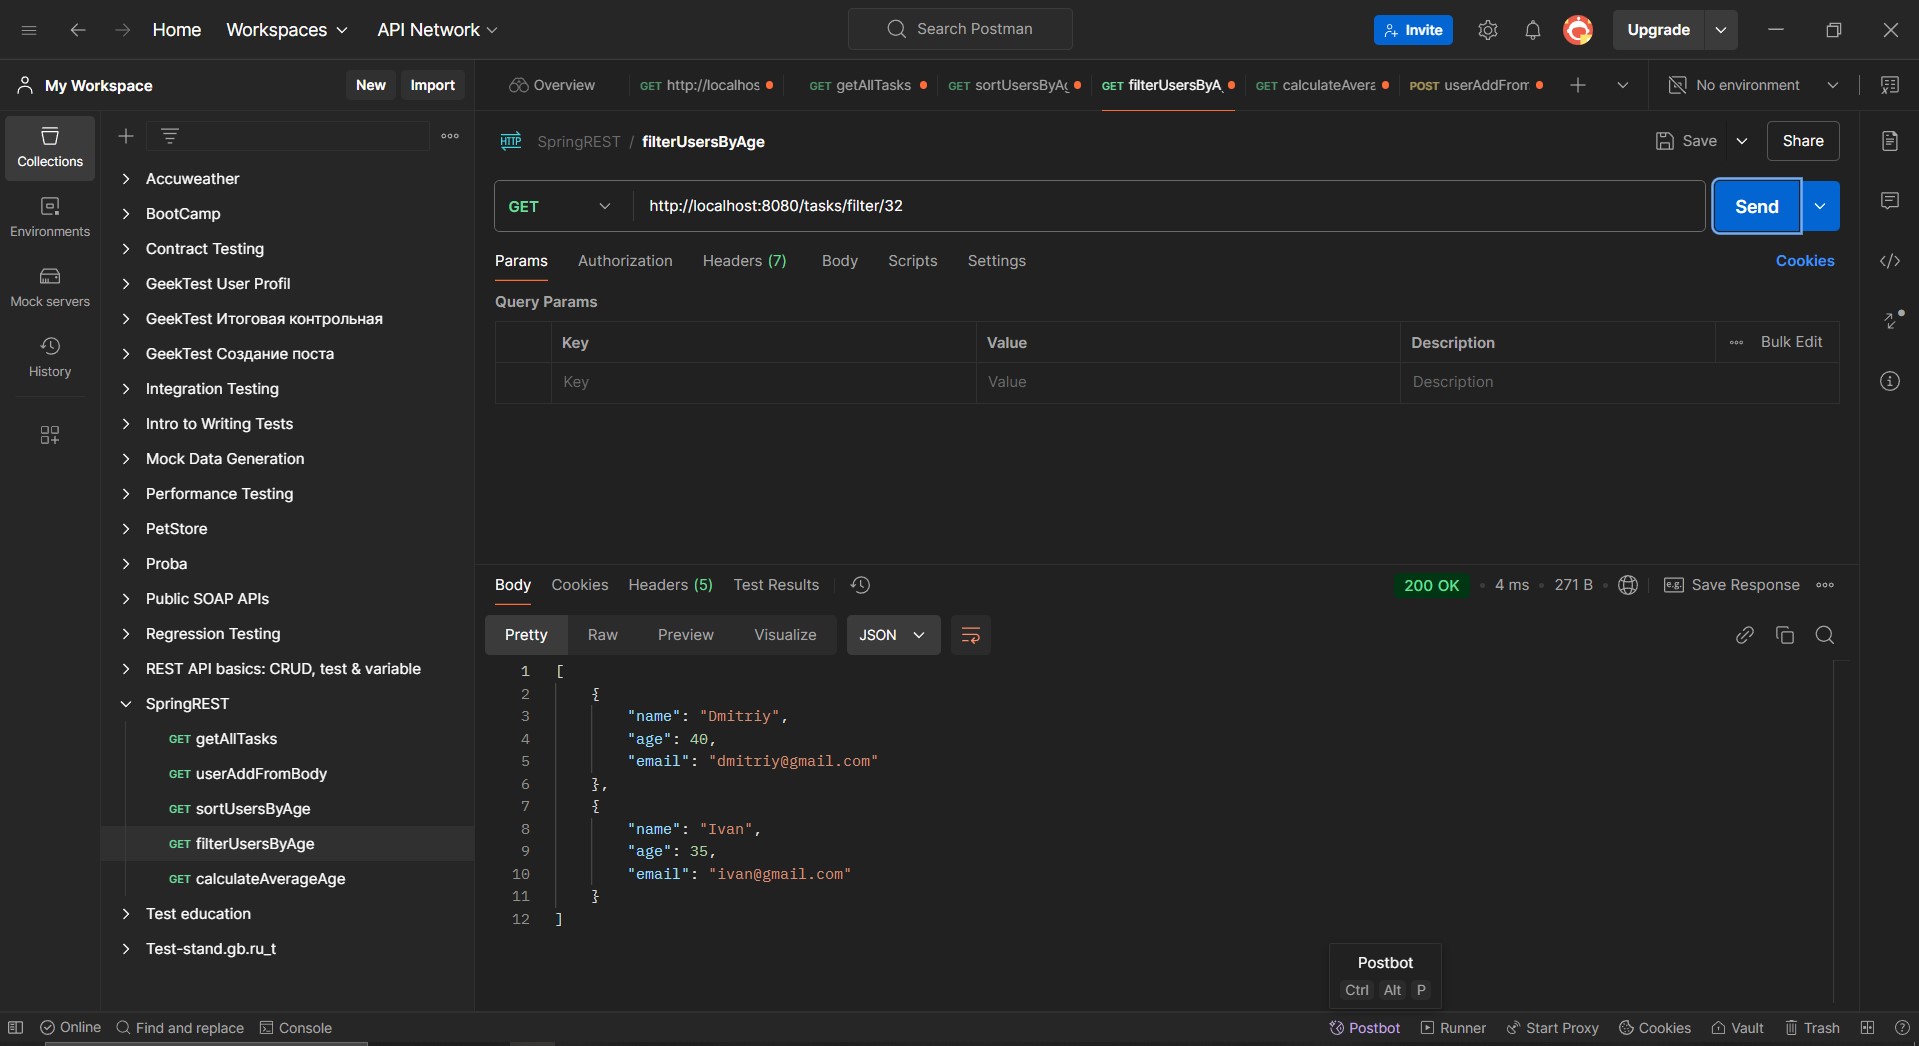 Home Workspaces API Network Search Postman Invite Upgrade
My Workspace New Import Overview GET http://localhos GET getAllTasks GET sortUsersByAg GET filterUsersByA GET calculateAvera POST userAddFrom No environment
Collections
Environments
Mock servers
History
Accuweather
BootCamp
Contract Testing
GeekTest User Profil
GeekTest Итоговая контрольная
GeekTest Создание поста
Integration Testing
Intro to Writing Tests
Mock Data Generation
Performance Testing
PetStore
Proba
Public SOAP APIs
Regression Testing
REST API basics: CRUD, test & variable
SpringREST
GET getAllTasks
GET userAddFromBody
GET sortUsersByAge
GET filterUsersByAge
GET calculateAverageAge
Test education
Test-stand.gb.ru_t
HTTP SpringREST / filterUsersByAge Save Share
GET http://localhost:8080/tasks/filter/32 Send
Params Authorization Headers (7) Body Scripts Settings Cookies
Query Params
Key Value Description Bulk Edit
Key Value Description
Body Cookies Headers (5) Test Results 200 OK • 4 ms • 271 B e.g. Save Response
Pretty Raw Preview Visualize JSON
1 [
2 {
3 "name": "Dmitriy",
4 "age": 40,
5 "email": "dmitriy@gmail.com"
6 },
7 {
8 "name": "Ivan",
9 "age": 35,
10 "email": "ivan@gmail.com"
11 }
12 ]
Postbot
Ctrl Alt P
Online Find and replace Console Postbot Runner Start Proxy Cookies Vault Trash